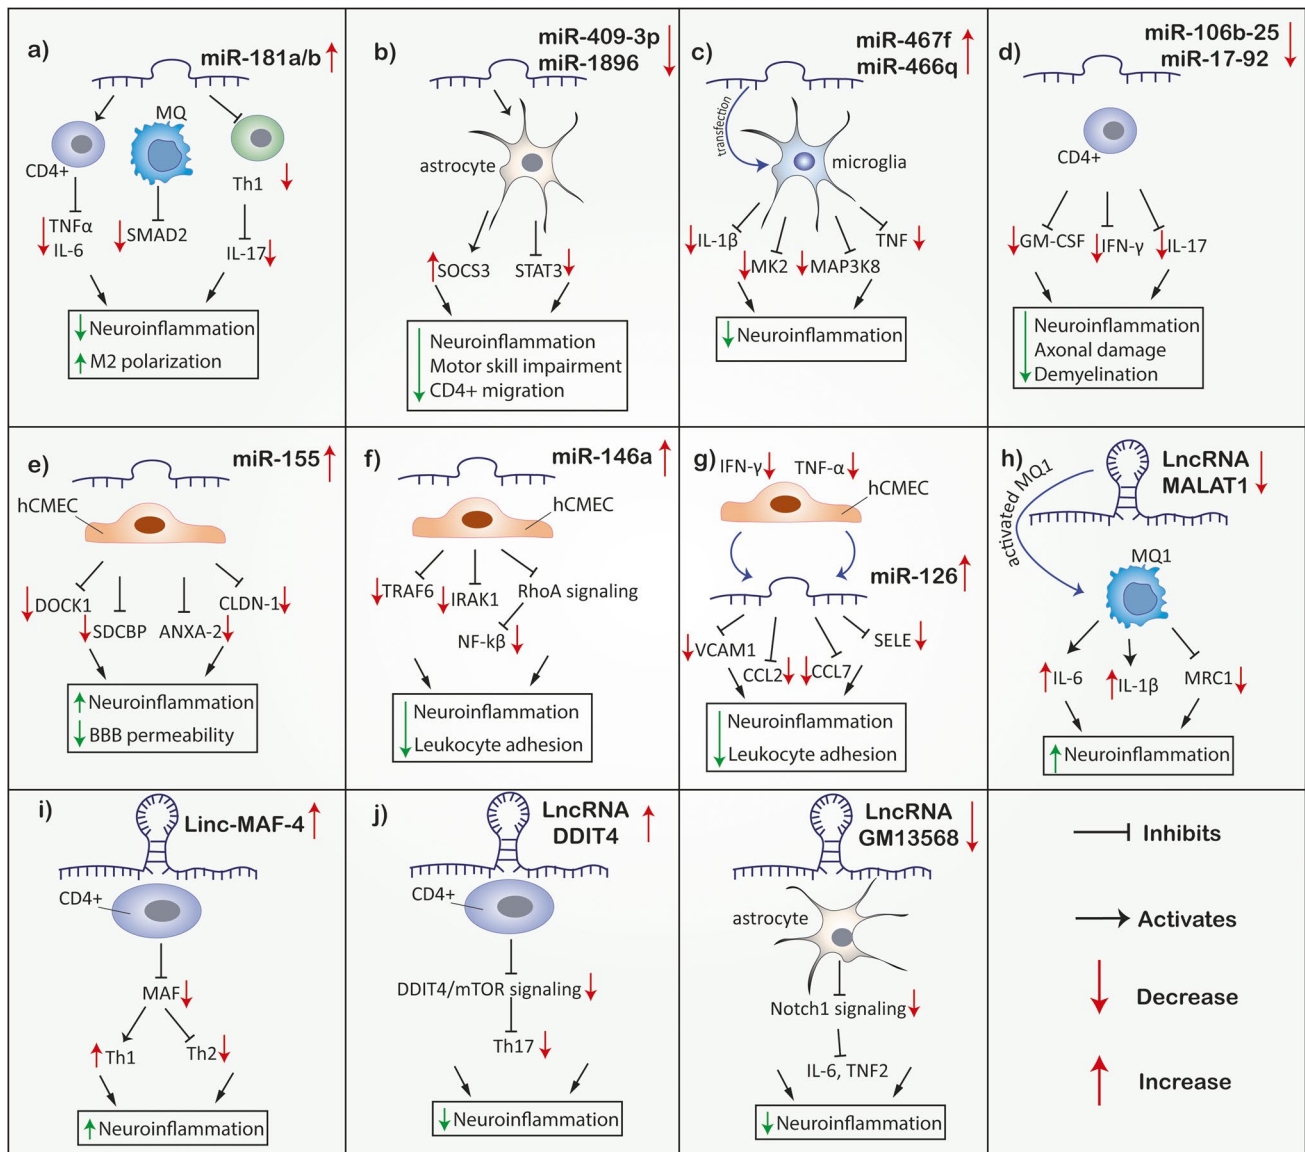 a)
miR-181a/b
MQ
CD4+
Th1
TNFα
IL-6
SMAD2
IL-17
Neuroinflammation
M2 polarization
b)
miR-409-3p
miR-1896
astrocyte
SOCS3
STAT3
Neuroinflammation
Motor skill impairment
CD4+ migration
c)
miR-467f
miR-466q
transfection
microglia
IL-1β
TNF
MK2
MAP3K8
Neuroinflammation
d)
miR-106b-25
miR-17-92
CD4+
GM-CSF
IFN-γ
IL-17
Neuroinflammation
Axonal damage
Demyelination
e)
miR-155
hCMEC
DOCK1
CLDN-1
SDCBP
ANXA-2
Neuroinflammation
BBB permeability
f)
miR-146a
hCMEC
TRAF6
IRAK1
RhoA signaling
NF-kβ
Neuroinflammation
Leukocyte adhesion
g)
IFN-γ
TNF-α
hCMEC
miR-126
VCAM1
SELE
CCL2
CCL7
Neuroinflammation
Leukocyte adhesion
h)
LncRNA
MALAT1
activated MQ1
MQ1
IL-6
IL-1β
MRC1
Neuroinflammation
i)
Linc-MAF-4
CD4+
MAF
Th1
Th2
Neuroinflammation
j)
LncRNA
DDIT4
CD4+
DDIT4/mTOR signaling
Th17
Neuroinflammation
LncRNA
GM13568
astrocyte
Notch1 signaling
IL-6, TNF2
Neuroinflammation
Inhibits
Activates
Decrease
Increase